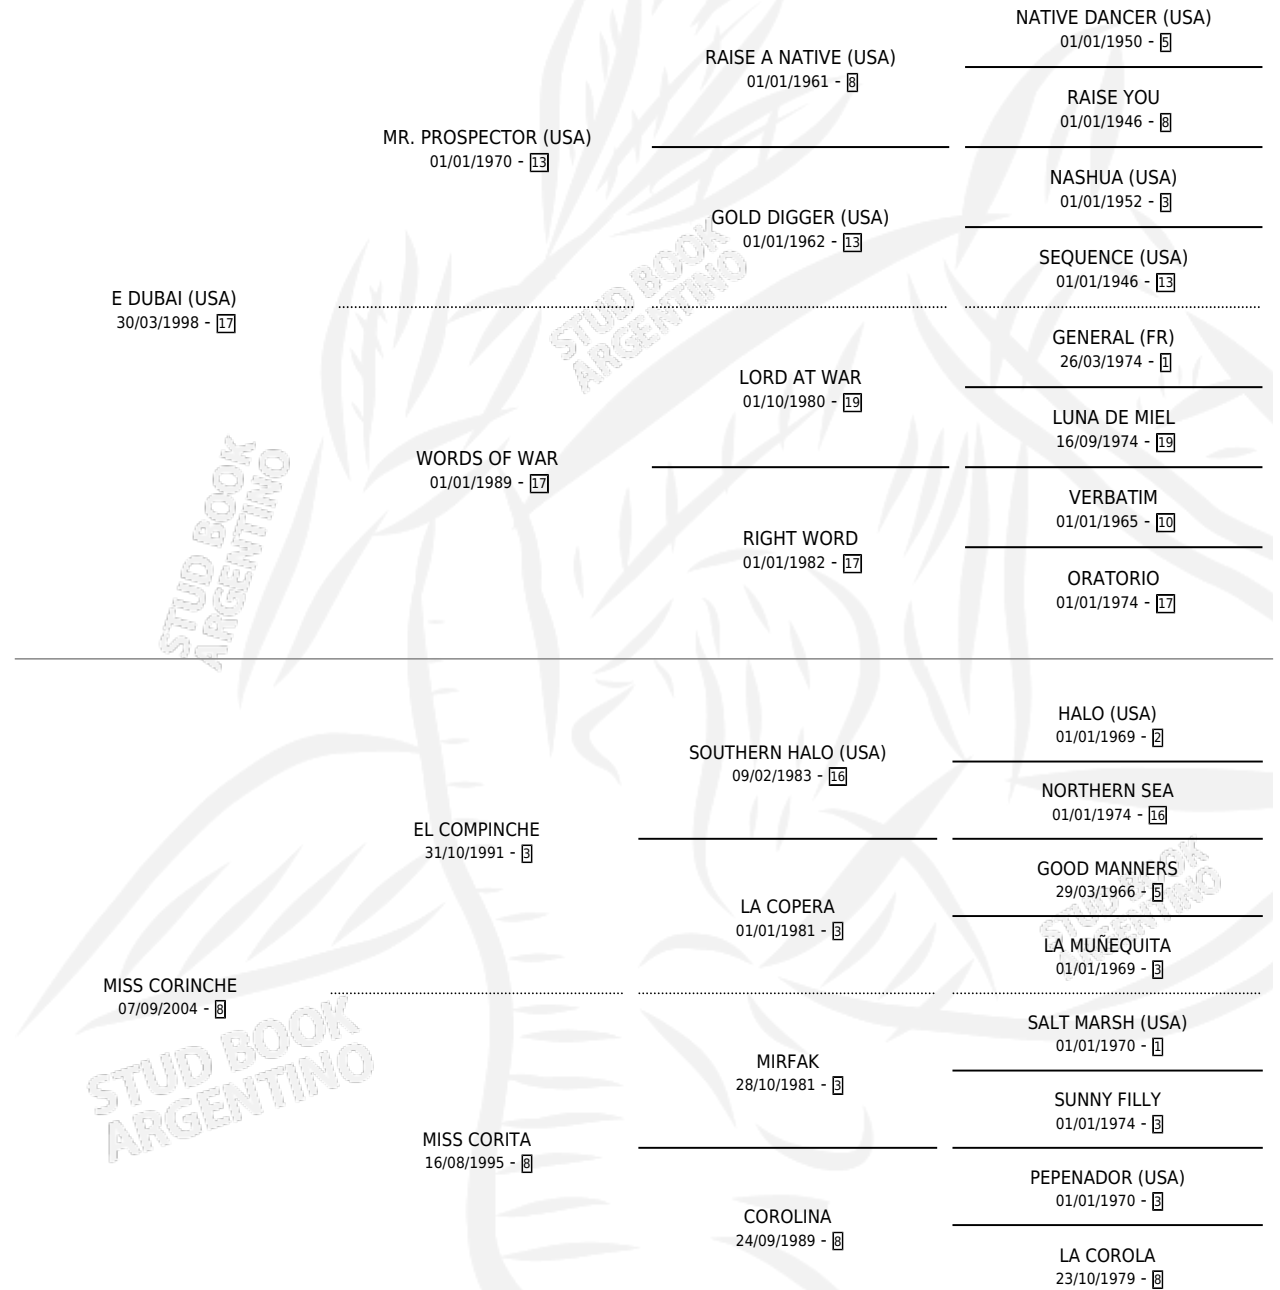 NATIVE DANCER (USA)
01/01/1950 - 5
RAISE A NATIVE (USA)
01/01/1961 - 8
RAISE YOU
01/01/1946 - 8
MR. PROSPECTOR (USA)
01/01/1970 - 13
NASHUA (USA)
01/01/1952 - 3
GOLD DIGGER (USA)
01/01/1962 - 13
SEQUENCE (USA)
01/01/1946 - 13
E DUBAI (USA)
30/03/1998 - 17
GENERAL (FR)
26/03/1974 - 1
LORD AT WAR
01/10/1980 - 19
LUNA DE MIEL
16/09/1974 - 19
WORDS OF WAR
01/01/1989 - 17
VERBATIM
01/01/1965 - 10
RIGHT WORD
01/01/1982 - 17
ORATORIO
01/01/1974 - 17
HALO (USA)
01/01/1969 - 2
SOUTHERN HALO (USA)
09/02/1983 - 16
NORTHERN SEA
01/01/1974 - 16
EL COMPINCHE
31/10/1991 - 3
GOOD MANNERS
29/03/1966 - 5
LA COPERA
01/01/1981 - 3
LA MUÑEQUITA
01/01/1969 - 3
MISS CORINCHE
07/09/2004 - 8
SALT MARSH (USA)
01/01/1970 - 1
MIRFAK
28/10/1981 - 3
SUNNY FILLY
01/01/1974 - 3
MISS CORITA
16/08/1995 - 8
PEPENADOR (USA)
01/01/1970 - 3
COROLINA
24/09/1989 - 8
LA COROLA
23/10/1979 - 8
STUD BOOK
ARGENTINO
STUD BOOK
ARGENTINO
STUD BOOK
ARGENTINO
STUD BOOK
ARGENTINO